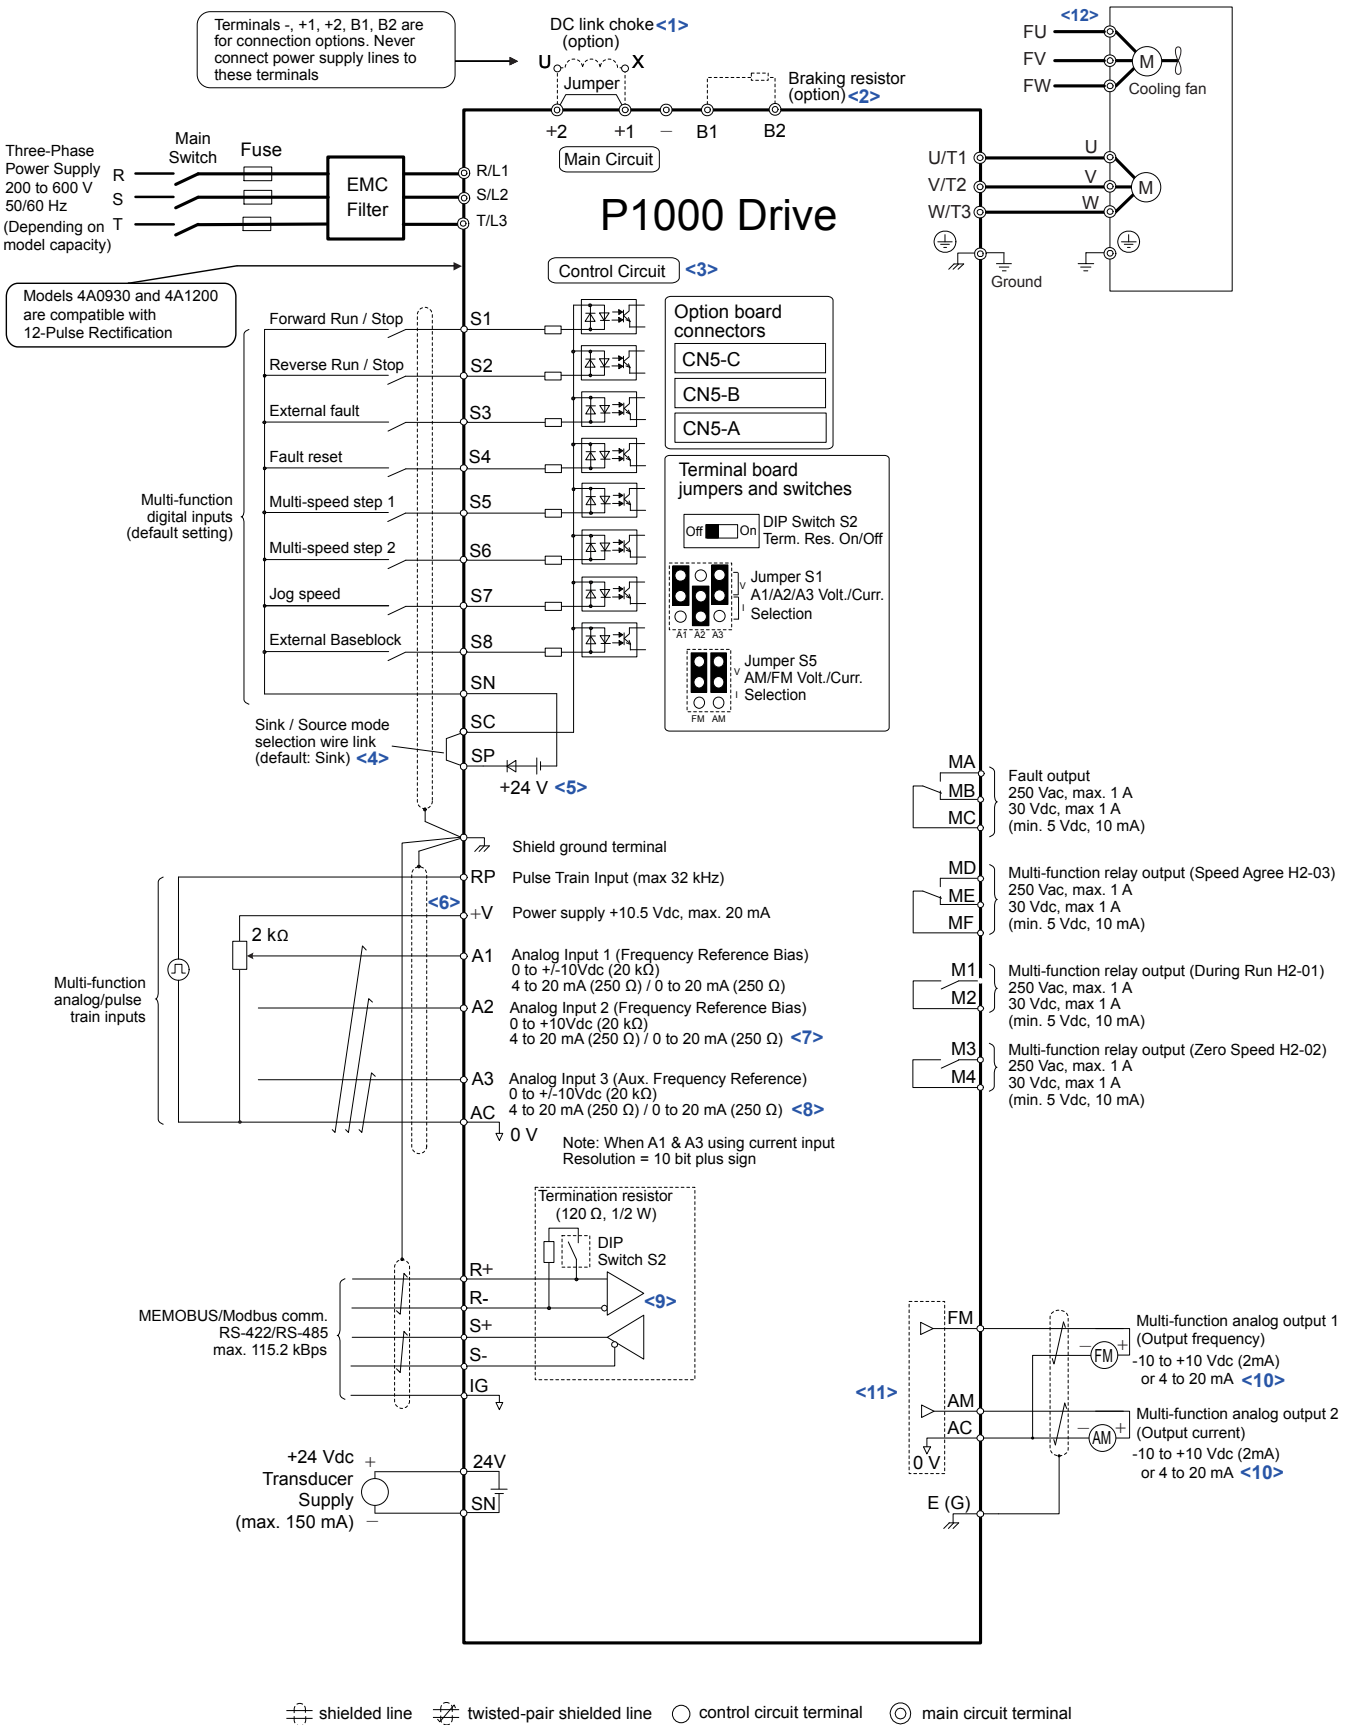 Terminals -, +1, +2, B1, B2 are
for connection options. Never
connect power supply lines to
these terminals
DC link choke <1>
(option)
U
X
Jumper
Braking resistor
(option) <2>
+2
+1
−
B1
B2
Main Circuit
<12>
FU
FV
FW
M
Cooling fan
Three-Phase
Power Supply
200 to 600 V
50/60 Hz
(Depending on
model capacity)
R
S
T
Main
Switch
Fuse
EMC
Filter
R/L1
S/L2
T/L3
P1000 Drive
U/T1
V/T2
W/T3
U
V
W
M
Ground
Control Circuit
<3>
Models 4A0930 and 4A1200
are compatible with
12-Pulse Rectification
Option board
connectors
CN5-C
CN5-B
CN5-A
Terminal board
jumpers and switches
Off
On
DIP Switch S2
Term. Res. On/Off
V
I
Jumper S1
A1/A2/A3 Volt./Curr.
Selection
A1 A2 A3
V
I
Jumper S5
AM/FM Volt./Curr.
Selection
FM AM
Multi-function
digital inputs
(default setting)
Forward Run / Stop
S1
Reverse Run / Stop
S2
External fault
S3
Fault reset
S4
Multi-speed step 1
S5
Multi-speed step 2
S6
Jog speed
S7
External Baseblock
S8
SN
SC
SP
Sink / Source mode
selection wire link
(default: Sink) <4>
+24 V <5>
MA
MB
MC
Fault output
250 Vac, max. 1 A
30 Vdc, max 1 A
(min. 5 Vdc, 10 mA)
MD
ME
MF
Multi-function relay output (Speed Agree H2-03)
250 Vac, max. 1 A
30 Vdc, max 1 A
(min. 5 Vdc, 10 mA)
M1
M2
Multi-function relay output (During Run H2-01)
250 Vac, max. 1 A
30 Vdc, max 1 A
(min. 5 Vdc, 10 mA)
M3
M4
Multi-function relay output (Zero Speed H2-02)
250 Vac, max. 1 A
30 Vdc, max 1 A
(min. 5 Vdc, 10 mA)
Shield ground terminal
RP
Pulse Train Input (max 32 kHz)
<6>
+V
Power supply +10.5 Vdc, max. 20 mA
2 kΩ
Multi-function
analog/pulse
train inputs
A1
Analog Input 1 (Frequency Reference Bias)
0 to +/-10Vdc (20 kΩ)
4 to 20 mA (250 Ω) / 0 to 20 mA (250 Ω)
A2
Analog Input 2 (Frequency Reference Bias)
0 to +10Vdc (20 kΩ)
4 to 20 mA (250 Ω) / 0 to 20 mA (250 Ω) <7>
A3
Analog Input 3 (Aux. Frequency Reference)
0 to +/-10Vdc (20 kΩ)
4 to 20 mA (250 Ω) / 0 to 20 mA (250 Ω) <8>
AC
0 V
Note: When A1 & A3 using current input
Resolution = 10 bit plus sign
Termination resistor
(120 Ω, 1/2 W)
DIP
Switch S2
MEMOBUS/Modbus comm.
RS-422/RS-485
max. 115.2 kBps
R+
R-
S+
S-
IG
<9>
<11>
FM
AM
AC
0 V
E (G)
− +
FM
Multi-function analog output 1
(Output frequency)
-10 to +10 Vdc (2mA)
or 4 to 20 mA <10>
− +
AM
Multi-function analog output 2
(Output current)
-10 to +10 Vdc (2mA)
or 4 to 20 mA <10>
+24 Vdc
Transducer
Supply
(max. 150 mA)
+
−
24V
SN
shielded line
twisted-pair shielded line
control circuit terminal
main circuit terminal